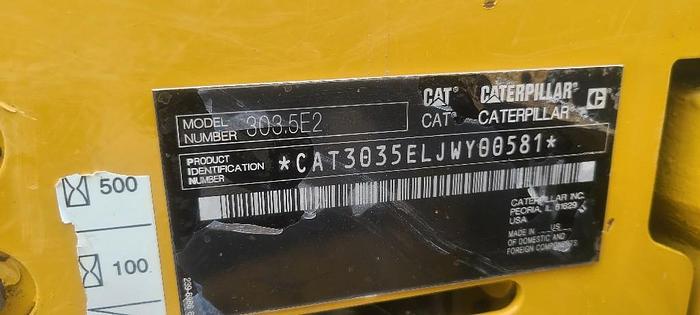 CAT® CATERPILLAR®
CAT® CATERPILLAR®
MODEL NUMBER 303.5E2
PRODUCT IDENTIFICATION NUMBER *CAT3035ELJWY00581*
CATERPILLAR INC.
PEORIA, IL 61629
USA
MADE IN US
OF DOMESTIC AND
FOREIGN COMPONENTS
500
100